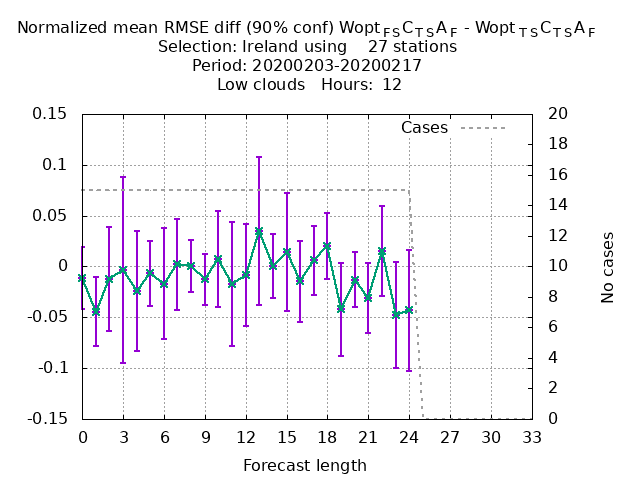 Normalized mean RMSE diff (90% conf) Wopt FS C TS A F - Wopt TS C TS A F
Selection: Ireland using 27 stations
Period: 20200203-20200217
Low clouds Hours: 12
Cases
0.15
0.1
0.05
0
-0.05
-0.1
-0.15
20
18
16
14
12
10
8
6
4
2
0
No cases
0 3 6 9 12 15 18 21 24 27 30 33
Forecast length